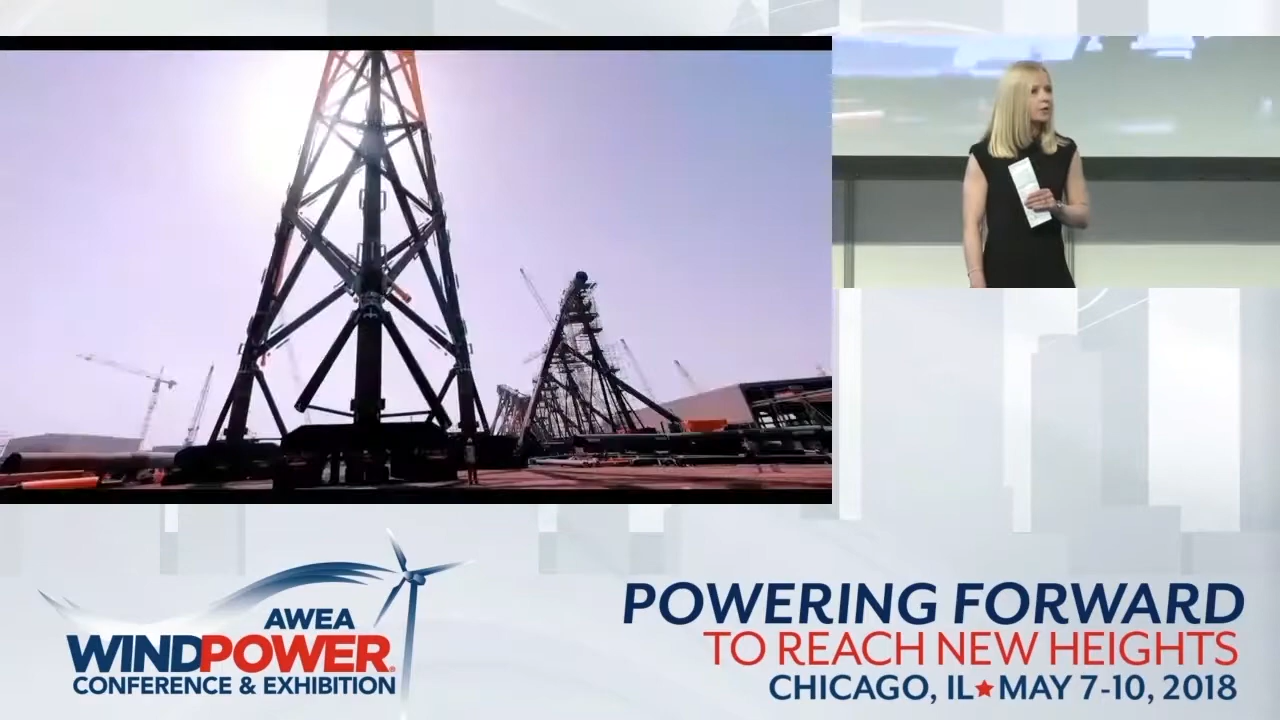 AWEA
WINDPOWER
CONFERENCE & EXHIBITION
POWERING FORWARD
TO REACH NEW HEIGHTS
CHICAGO, IL★MAY 7-10, 2018